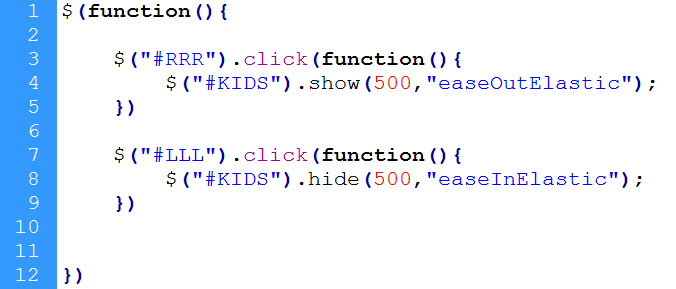 1 $(function(){
2
3 $("#RRR").click(function(){
4 $("#KIDS").show(500,"easeOutElastic");
5 })
6
7 $("#LLL").click(function(){
8 $("#KIDS").hide(500,"easeInElastic");
9 })
10
11
12 })